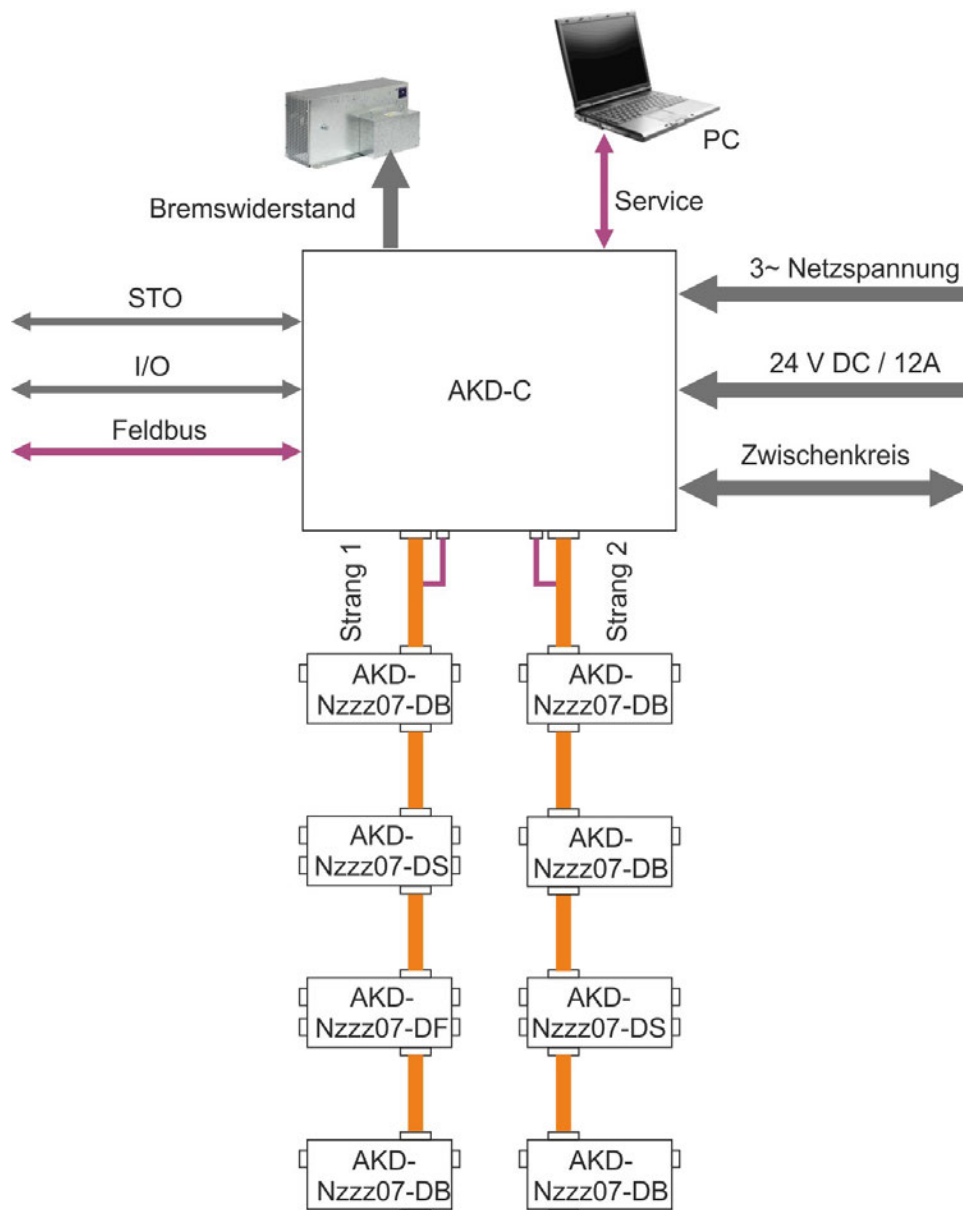 PC
Bremswiderstand
Service
3~ Netzspannung
STO
I/O
24 V DC / 12A
AKD-C
Feldbus
Zwischenkreis
Strang 1
Strang 2
AKD-
Nzzz07-DB
AKD-
Nzzz07-DB
AKD-
Nzzz07-DS
AKD-
Nzzz07-DB
AKD-
Nzzz07-DF
AKD-
Nzzz07-DS
AKD-
Nzzz07-DB
AKD-
Nzzz07-DB